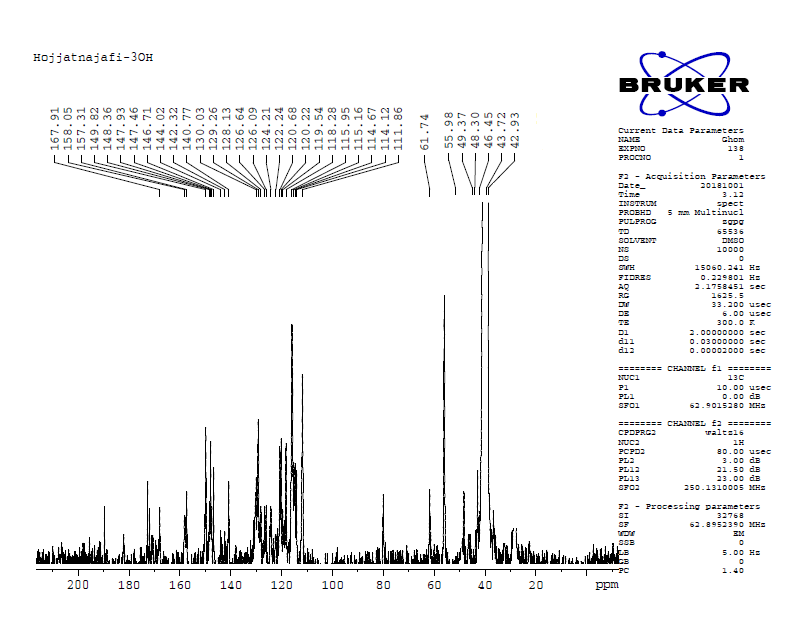 Hojjatnajafi-3OH
BRUKER
167.91
158.05
157.31
149.82
148.36
147.93
147.46
146.71
144.02
142.32
140.77
130.03
129.26
128.13
126.64
126.09
124.21
122.24
120.68
120.22
119.54
118.28
115.95
115.16
114.67
114.12
111.86
61.74
55.98
49.37
48.30
46.45
43.72
42.93
Current Data Parameters
NAME Ghom
EXPNO 138
PROCNO 1
F2 - Acquisition Parameters
Date_ 20181001
Time 3.12
INSTRUM spect
PROBHD 5 mm Multinucl
PULPROG zgpg
TD 65536
SOLVENT DMSO
NS 10000
DS 0
SWH 15060.241 Hz
FIDRES 0.229801 Hz
AQ 2.1758451 sec
RG 1625.5
DW 33.200 usec
DE 6.00 usec
TE 300.0 K
D1 2.00000000 sec
d11 0.03000000 sec
d12 0.00002000 sec
======== CHANNEL f1 ========
NUC1 13C
P1 10.00 usec
PL1 0.00 dB
SFO1 62.9015280 MHz
======== CHANNEL f2 ========
CPDPRG2 waltz16
NUC2 1H
PCPD2 80.00 usec
PL2 3.00 dB
PL12 21.50 dB
PL13 23.00 dB
SFO2 250.1310005 MHz
F2 - Processing parameters
SI 32768
SF 62.8952390 MHz
WDW EM
SSB 0
LB 5.00 Hz
GB 0
PC 1.40
200 180 160 140 120 100 80 60 40 20 ppm